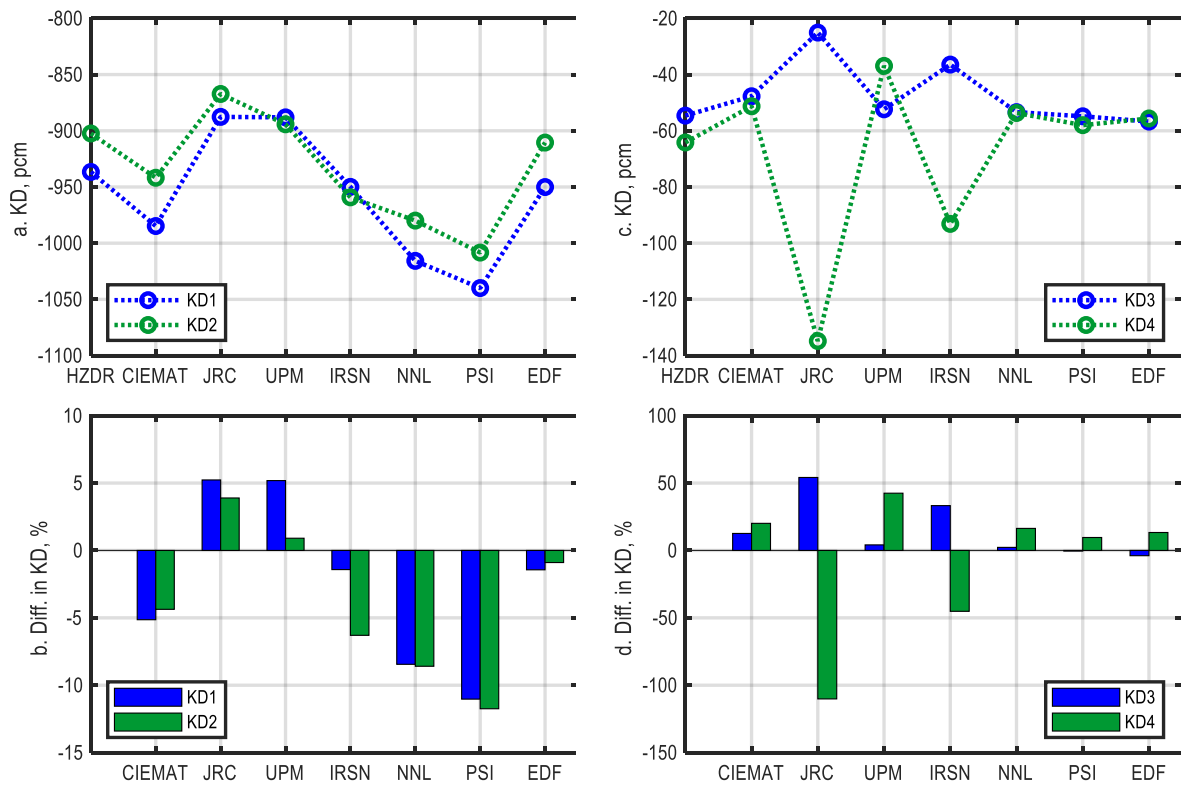 a. KD, pcm
-800
-850
-900
-950
-1000
-1050
-1100
KD1
KD2
HZDR CIEMAT JRC UPM IRSN NNL PSI EDF
c. KD, pcm
-20
-40
-60
-80
-100
-120
-140
KD3
KD4
HZDR CIEMAT JRC UPM IRSN NNL PSI EDF
b. Diff. in KD, %
10
5
0
-5
-10
-15
KD1
KD2
CIEMAT JRC UPM IRSN NNL PSI EDF
d. Diff. in KD, %
100
50
0
-50
-100
-150
KD3
KD4
CIEMAT JRC UPM IRSN NNL PSI EDF